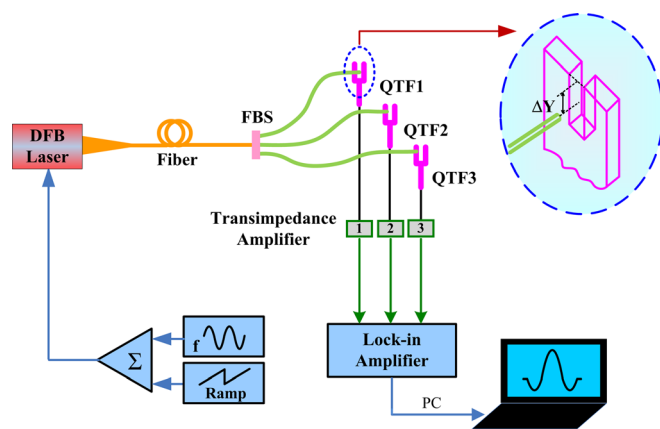 FBS
QTF1
DFB
Laser
Fiber
QTF2
QTF3
ΔY
Transimpedance
Amplifier
1
2
3
f
Σ
Ramp
Lock-in
Amplifier
PC